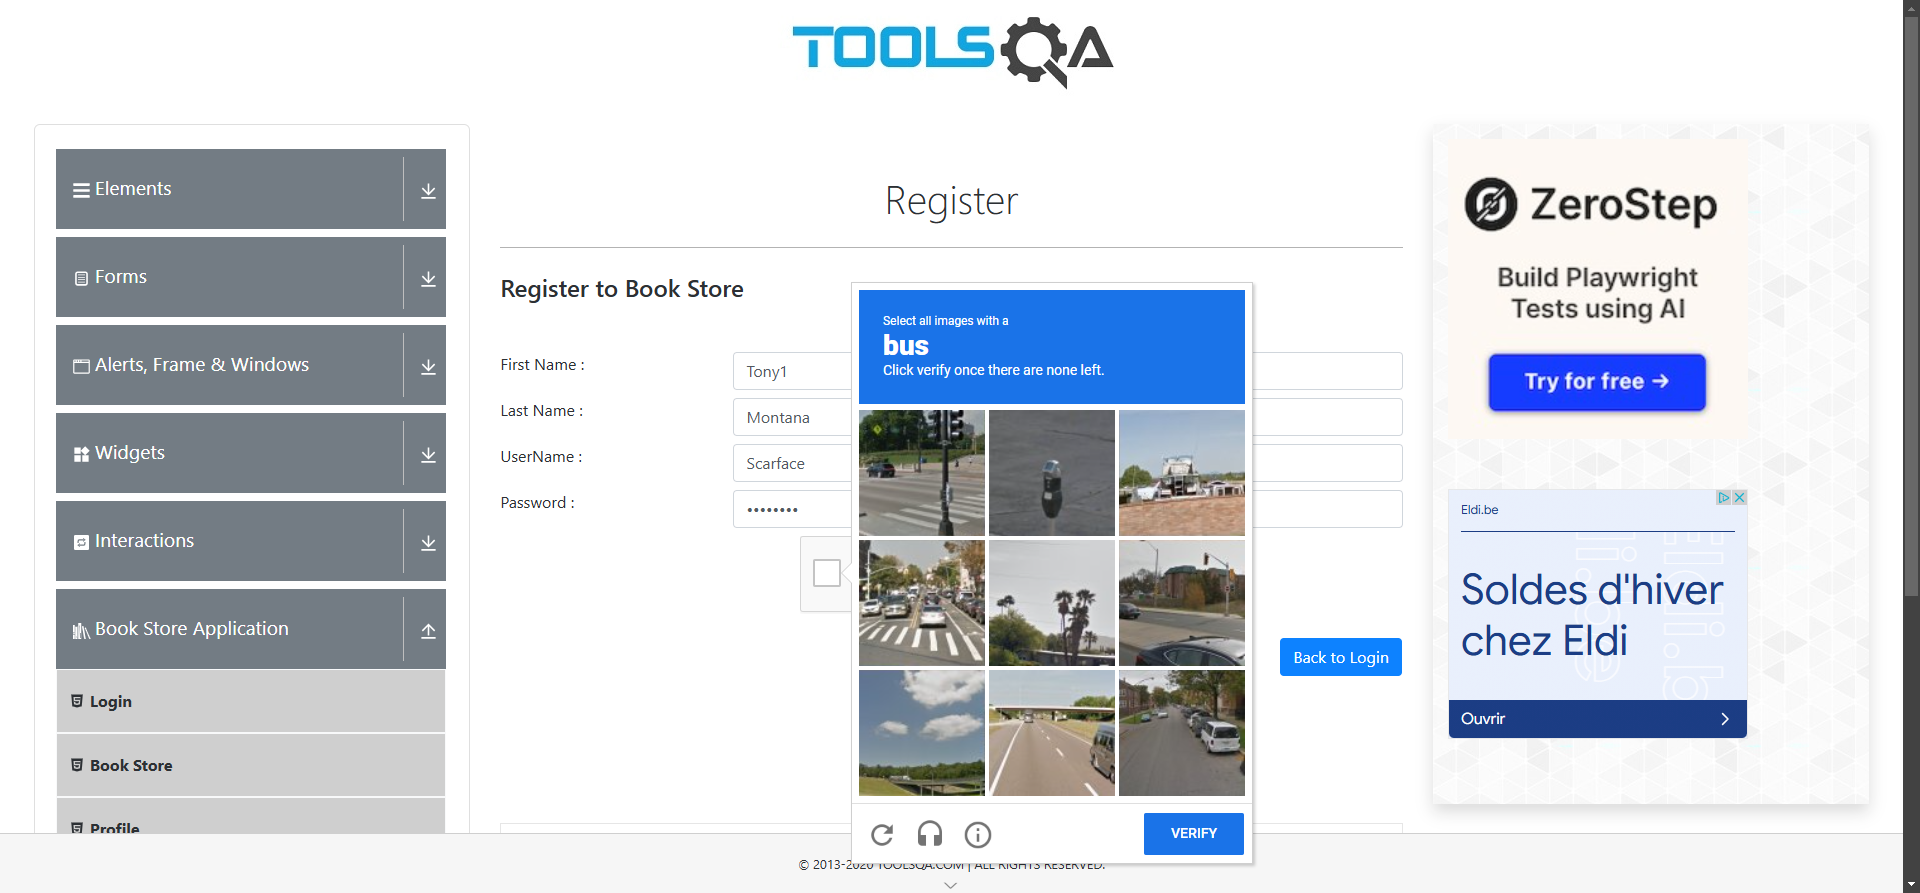 TOOLSQA
Elements
Forms
Alerts, Frame & Windows
Widgets
Interactions
Book Store Application
Login
Book Store
Profile
Register
Register to Book Store
First Name :
Tony1
Last Name :
Montana
UserName :
Scarface
Password :
••••••••
Select all images with a
bus
Click verify once there are none left.
VERIFY
Back to Login
ZeroStep
Build Playwright
Tests using AI
Try for free →
Eldi.be
Soldes d'hiver
chez Eldi
Ouvrir
© 2013-2020 TOOLSQA.COM | ALL RIGHTS RESERVED.